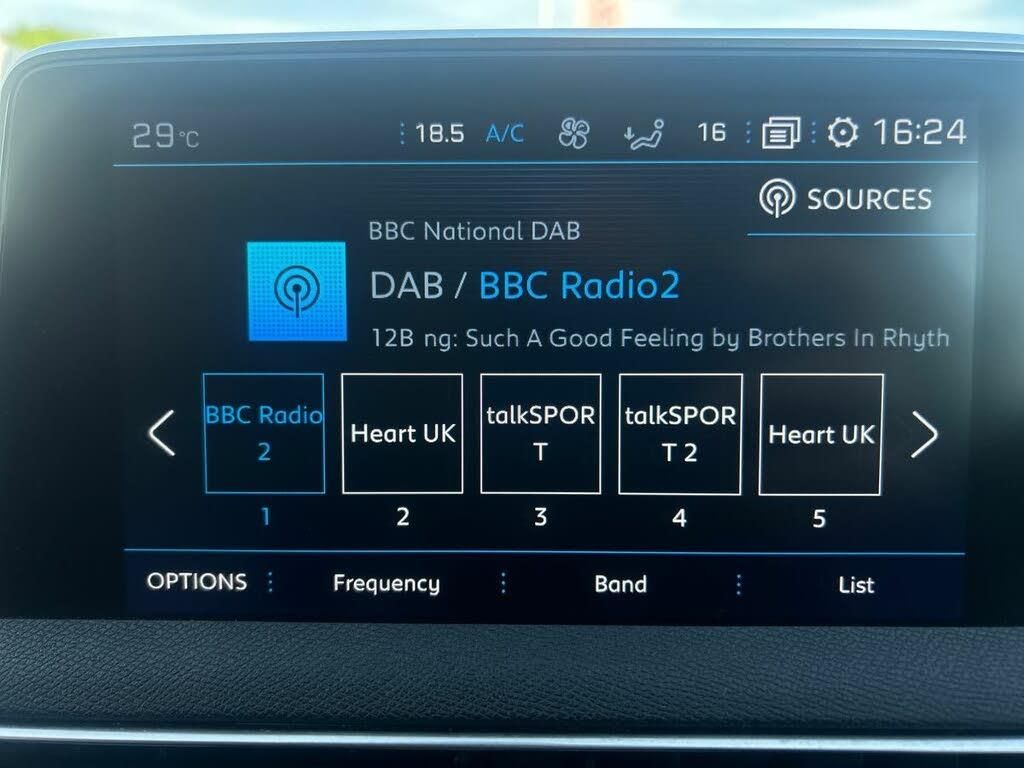 29°C 18.5 A/C 16 16:24
SOURCES
BBC National DAB
DAB / BBC Radio2
12B ng: Such A Good Feeling by Brothers In Rhyth
BBC Radio
2
Heart UK
talkSPOR
T
talkSPOR
T 2
Heart UK
1 2 3 4 5
OPTIONS Frequency Band List